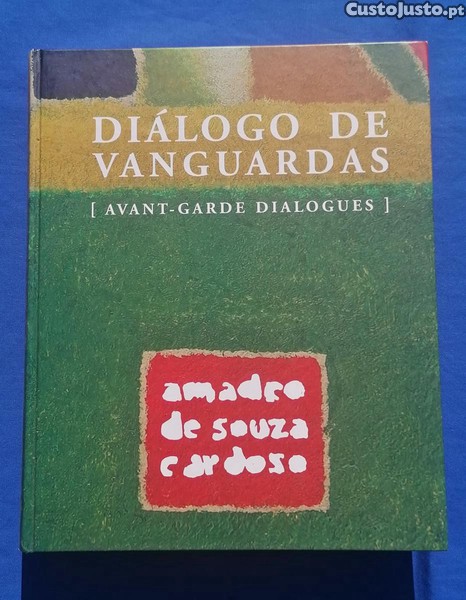 CustoJusto.pt
DIÁLOGO DE
VANGUARDAS
[ AVANT-GARDE DIALOGUES ]
amadeo
de souza
cardoso